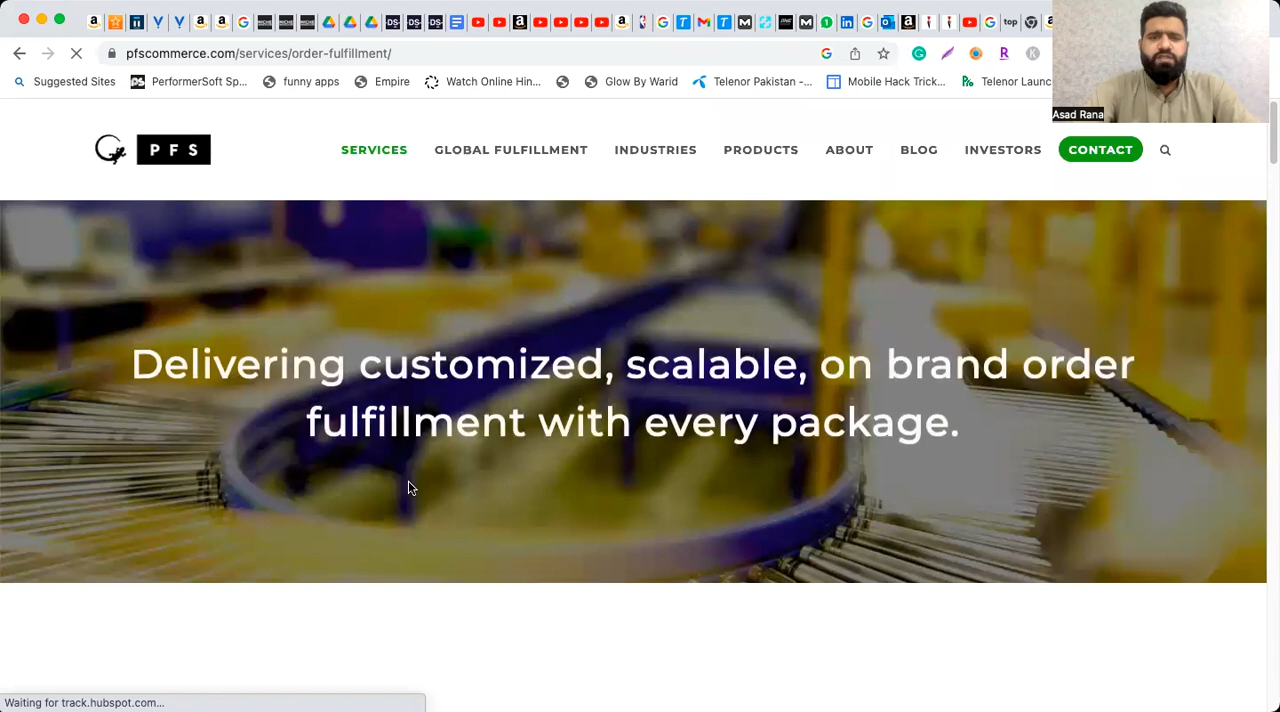 pfscommerce.com/services/order-fulfillment/
Suggested Sites
PerformerSoft Sp...
funny apps
Empire
Watch Online Hin...
Glow By Warid
Telenor Pakistan -...
Mobile Hack Trick...
Telenor Launc
Asad Rana
PFS
SERVICES
GLOBAL FULFILLMENT
INDUSTRIES
PRODUCTS
ABOUT
BLOG
INVESTORS
CONTACT
Delivering customized, scalable, on brand order
fulfillment with every package.
Waiting for track.hubspot.com...